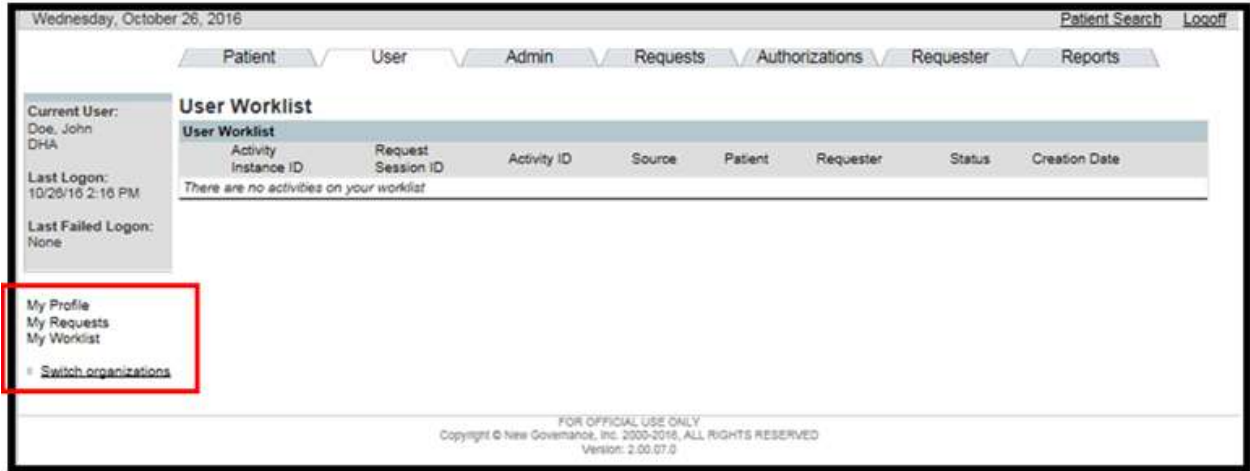 Wednesday, October 26, 2016 Patient Search Logoff
Patient User Admin Requests Authorizations Requester Reports
Current User:
Doe, John
DHA
Last Logon:
10/26/16 2:16 PM
Last Failed Logon:
None
My Profile
My Requests
My Worklist
Switch organizations
User Worklist
User Worklist
Activity Instance ID Request Session ID Activity ID Source Patient Requester Status Creation Date
There are no activities on your worklist
FOR OFFICIAL USE ONLY
Copyright © New Governance, Inc. 2000-2016, ALL RIGHTS RESERVED
Version: 2.00.07.0